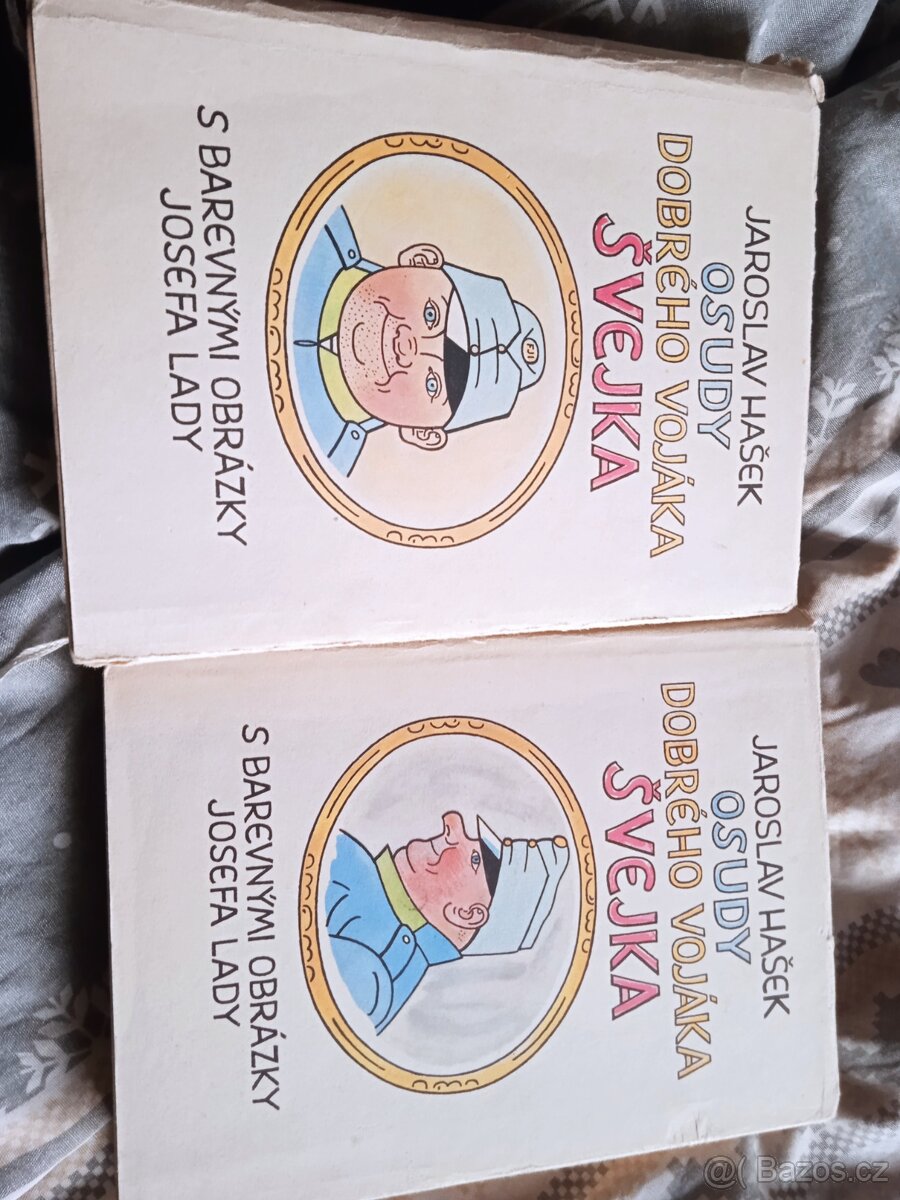 JAROSLAV HAŠEK
OSUDY
DOBRÉHO VOJÁKA
ŠVEJKA
FJI
S BAREVNÝMI OBRÁZKY
JOSEFA LADY
JAROSLAV HAŠEK
OSUDY
DOBRÉHO VOJÁKA
ŠVEJKA
S BAREVNÝMI OBRÁZKY
JOSEFA LADY
@( Bazos.cz